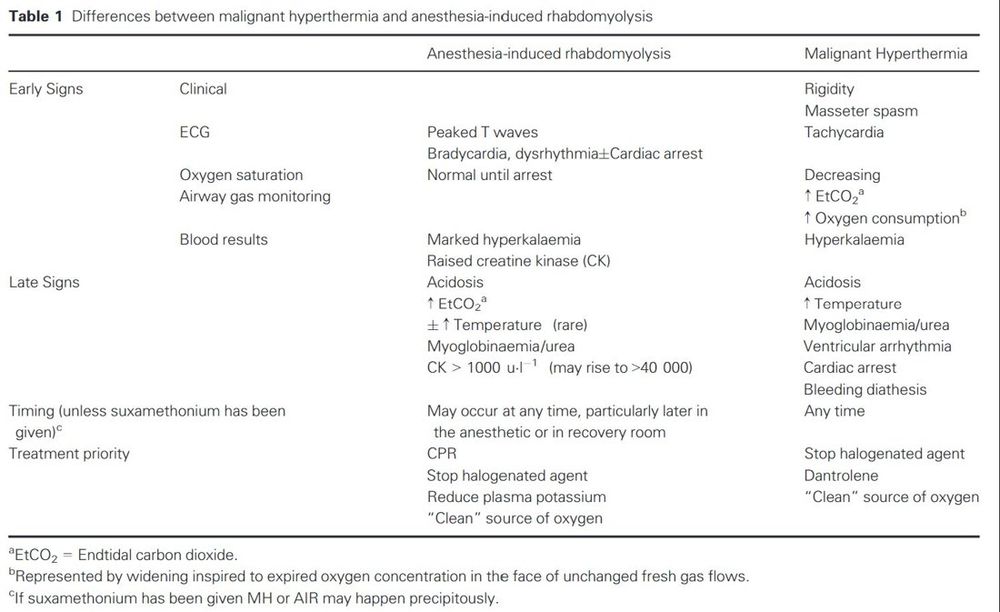 Table 1 Differences between malignant hyperthermia and anesthesia-induced rhabdomyolysis
Anesthesia-induced rhabdomyolysis Malignant Hyperthermia
Early Signs Clinical Rigidity
Masseter spasm
ECG Peaked T waves Tachycardia
Bradycardia, dysrhythmia±Cardiac arrest
Oxygen saturation Normal until arrest Decreasing
Airway gas monitoring ↑ EtCO₂ᵃ
↑ Oxygen consumptionᵇ
Blood results Marked hyperkalaemia Hyperkalaemia
Raised creatine kinase (CK)
Late Signs Acidosis Acidosis
↑ EtCO₂ᵃ ↑ Temperature
± ↑ Temperature (rare) Myoglobinaemia/urea
Myoglobinaemia/urea Ventricular arrhythmia
CK > 1000 u·l⁻¹ (may rise to >40 000) Cardiac arrest
Bleeding diathesis
Timing (unless suxamethonium has been May occur at any time, particularly later in Any time
given)ᶜ the anesthetic or in recovery room
Treatment priority CPR Stop halogenated agent
Stop halogenated agent Dantrolene
Reduce plasma potassium "Clean" source of oxygen
"Clean" source of oxygen
ᵃEtCO₂ = Endtidal carbon dioxide.
ᵇRepresented by widening inspired to expired oxygen concentration in the face of unchanged fresh gas flows.
ᶜIf suxamethonium has been given MH or AIR may happen precipitously.